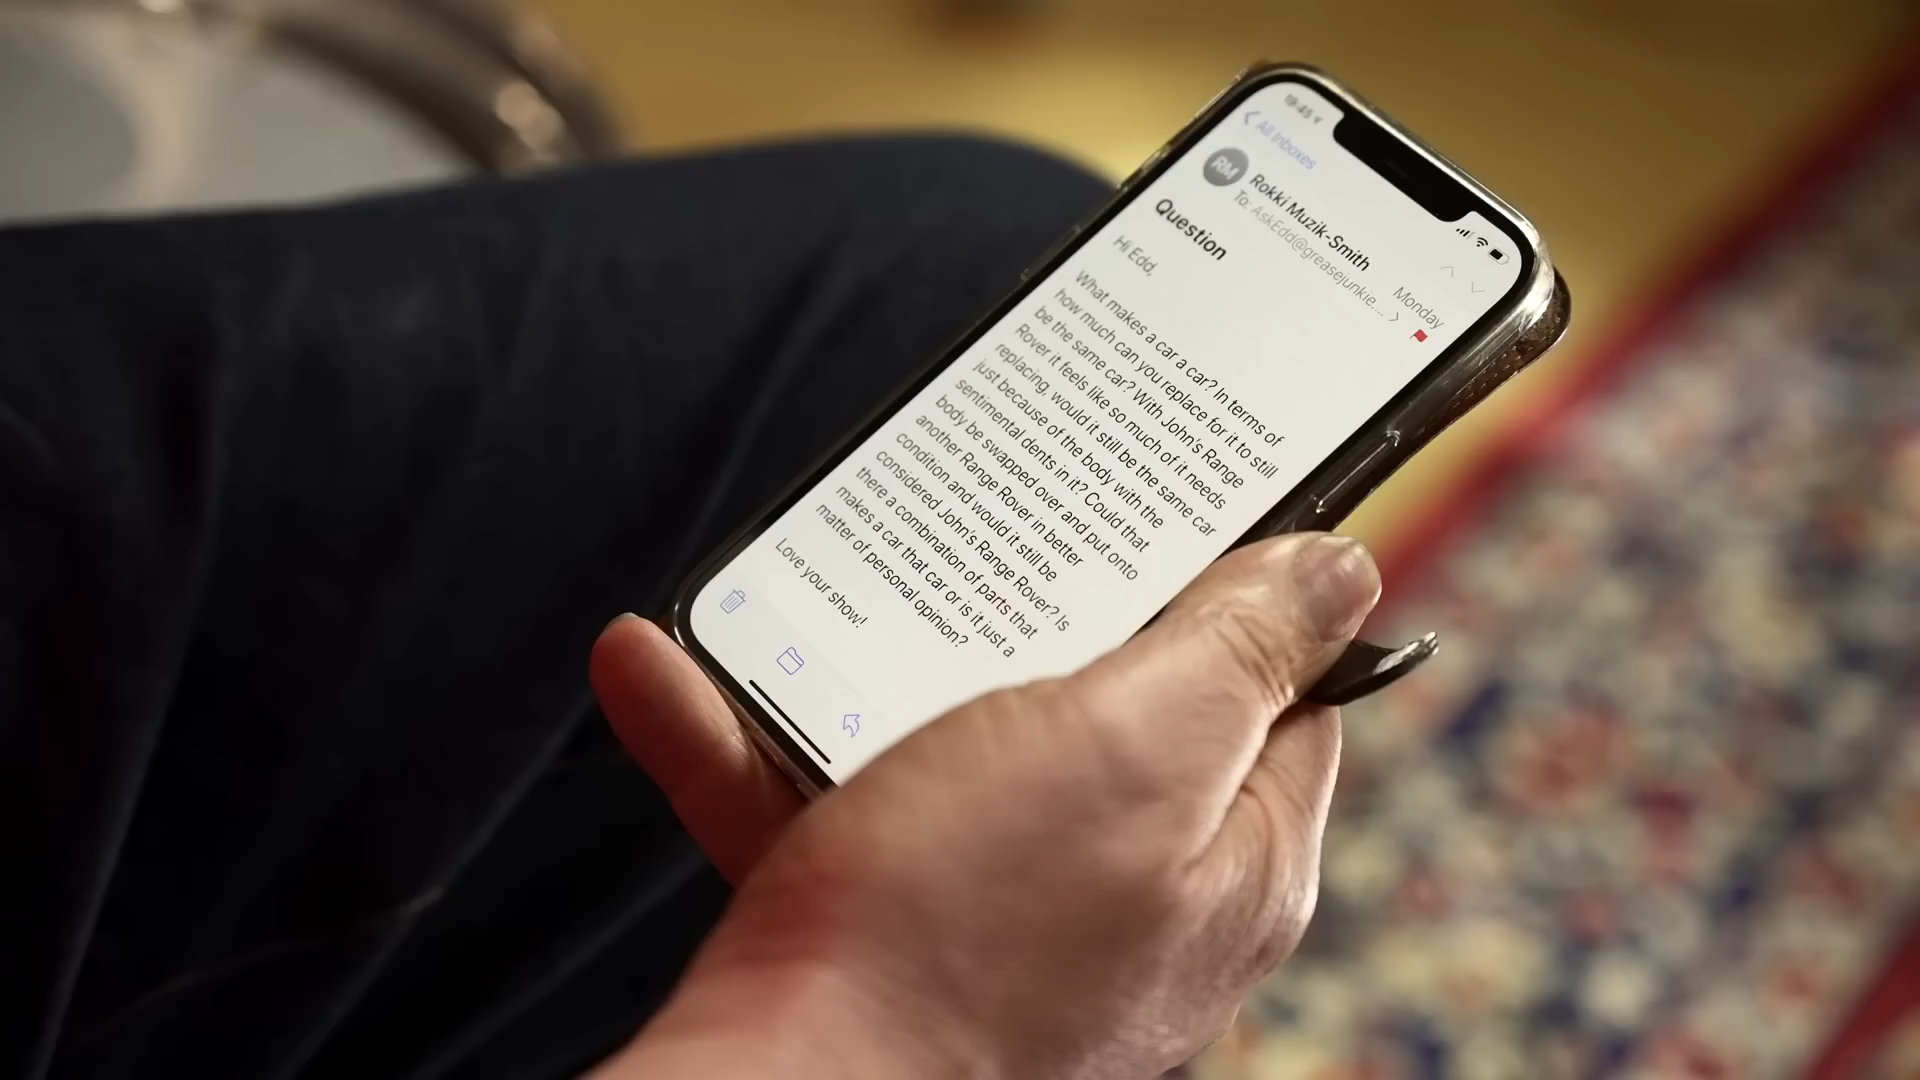 19:45
All Inboxes
RM
Rokki Muzik-Smith
To: AskEdd@greasejunkie....
Monday
Question
Hi Edd,
What makes a car a car? In terms of
how much can you replace for it to still
be the same car? With John's Range
Rover it feels like so much of it needs
replacing, would it still be the same car
just because of the body with the
sentimental dents in it? Could that
body be swapped over and put onto
another Range Rover in better
condition and would it still be
considered John's Range Rover? Is
there a combination of parts that
makes a car that car or is it just a
matter of personal opinion?
Love your show!